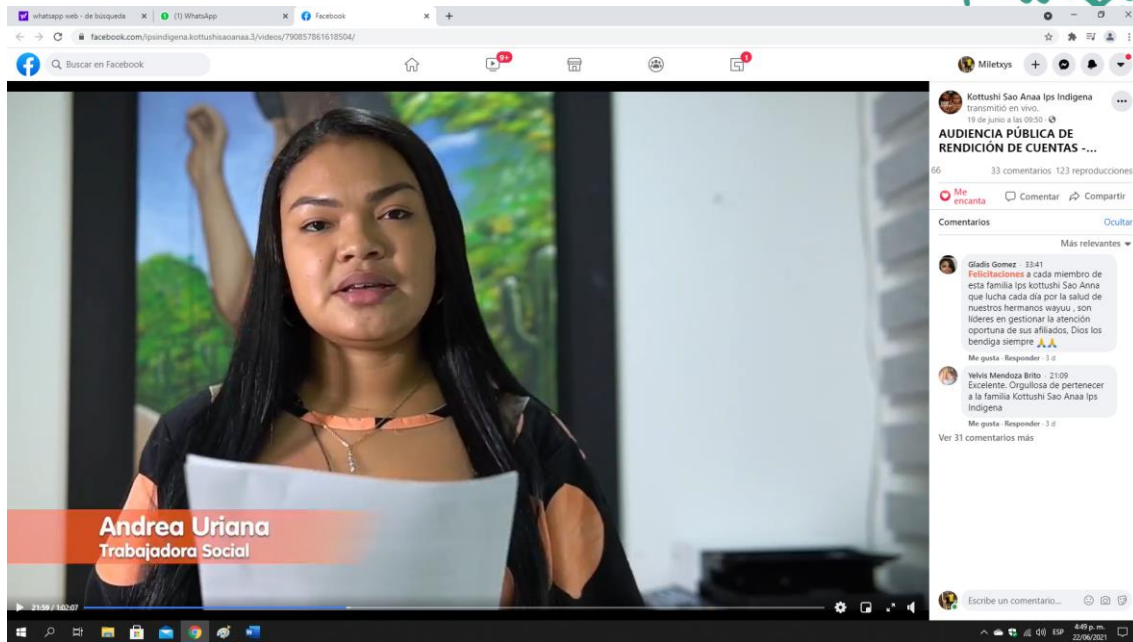 whatsapp web - de búsqueda
(1) WhatsApp
Facebook
facebook.com/ipsindigena.kottushisaoanaa.3/videos/790857861618504/
Buscar en Facebook
9+
1
Miletxys
Kottushi Sao Anaa Ips Indigena
transmitió en vivo.
19 de junio a las 09:50
AUDIENCIA PÚBLICA DE
RENDICIÓN DE CUENTAS -...
66 33 comentarios 123 reproducciones
Me
encanta
Comentar
Compartir
Comentarios
Ocultar
Más relevantes
Gladis Gomez · 33:41
Felicitaciones a cada miembro de
esta familia Ips kottushi Sao Anna
que lucha cada día por la salud de
nuestros hermanos wayuu , son
líderes en gestionar la atención
oportuna de sus afiliados, Dios los
bendiga siempre
Me gusta · Responder · 3 d
Yelvis Mendoza Brito · 21:09
Excelente. Orgullosa de pertenecer
a la familia Kottushi Sao Anaa Ips
Indigena
Me gusta · Responder · 3 d
Ver 31 comentarios más
Andrea Uriana
Trabajadora Social
21:59 / 1:02:07
Escribe un comentario...
ESP
4:49 p. m.
22/06/2021